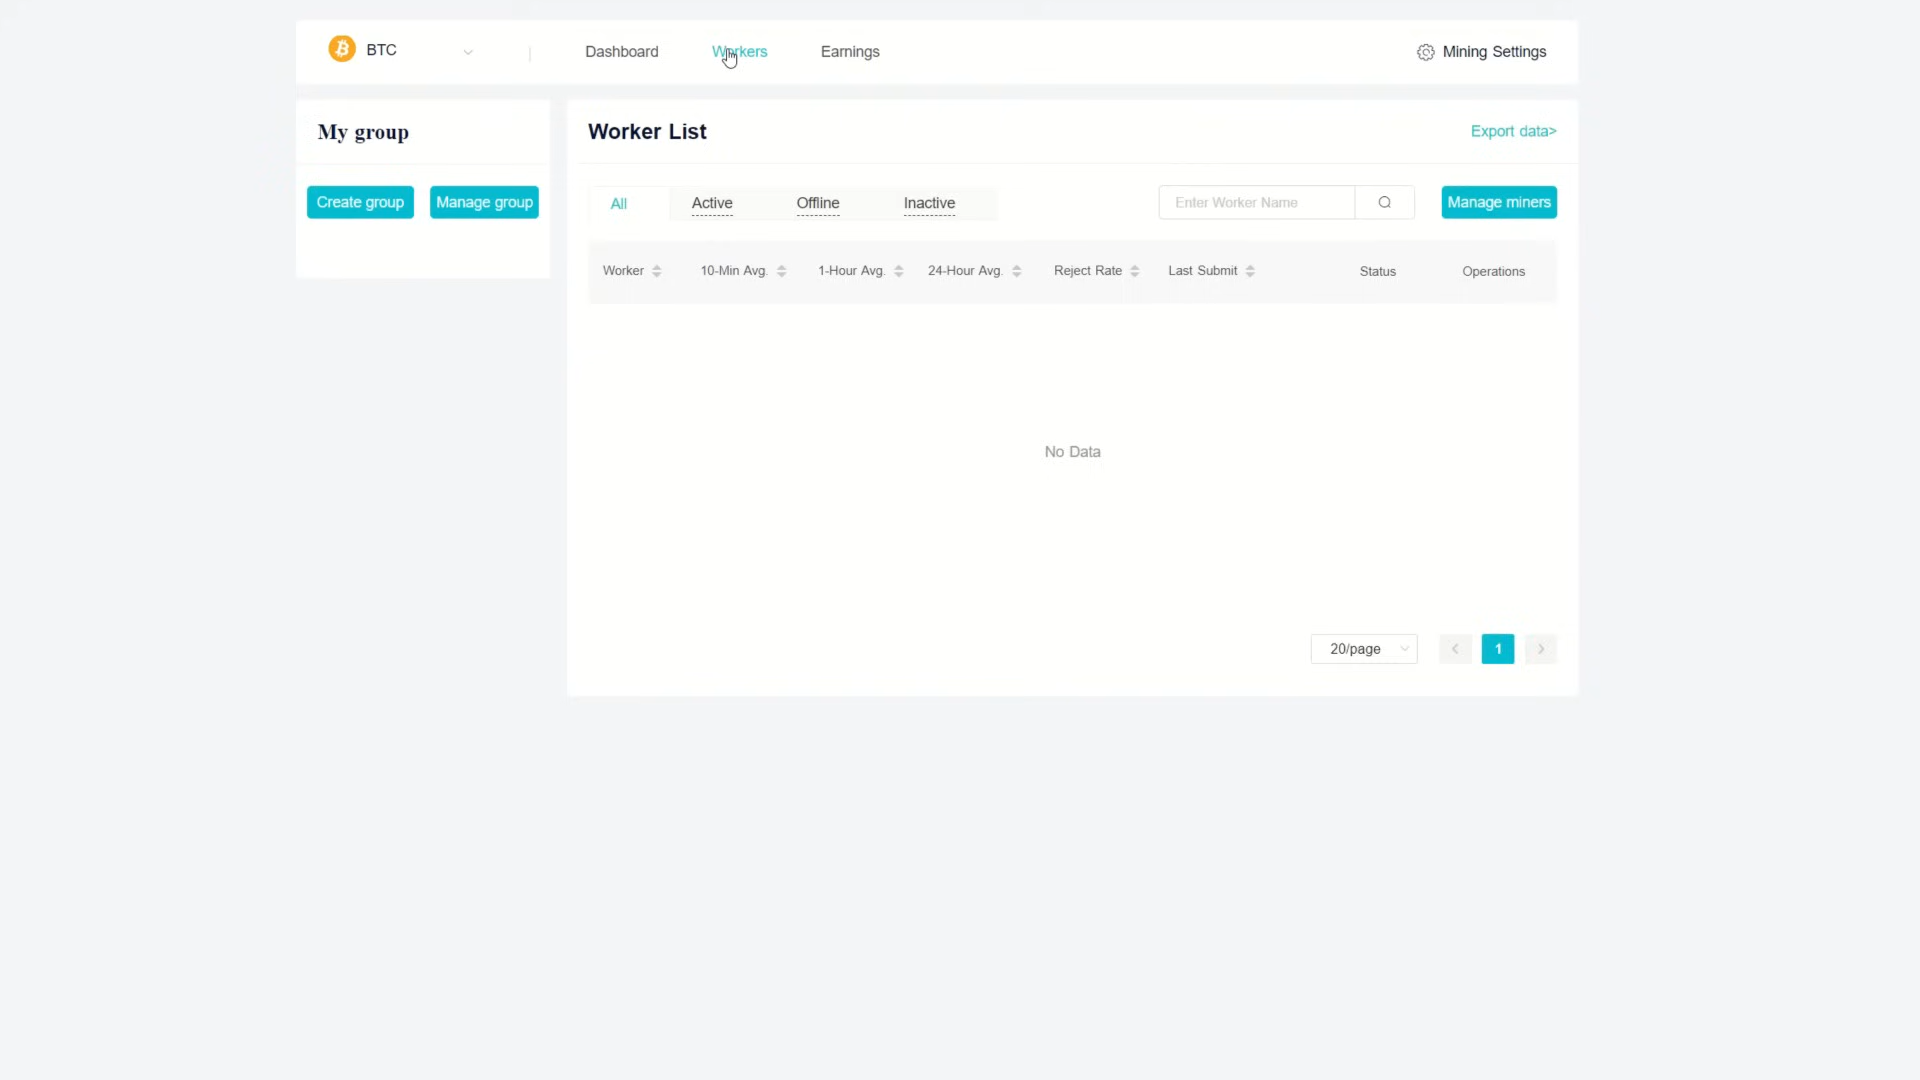 BTC Dashboard Workers Earnings Mining Settings
My group
Create group Manage group
Worker List Export data>
All Active Offline Inactive Enter Worker Name Manage miners
Worker 10-Min Avg. 1-Hour Avg. 24-Hour Avg. Reject Rate Last Submit Status Operations
No Data
20/page < 1 >